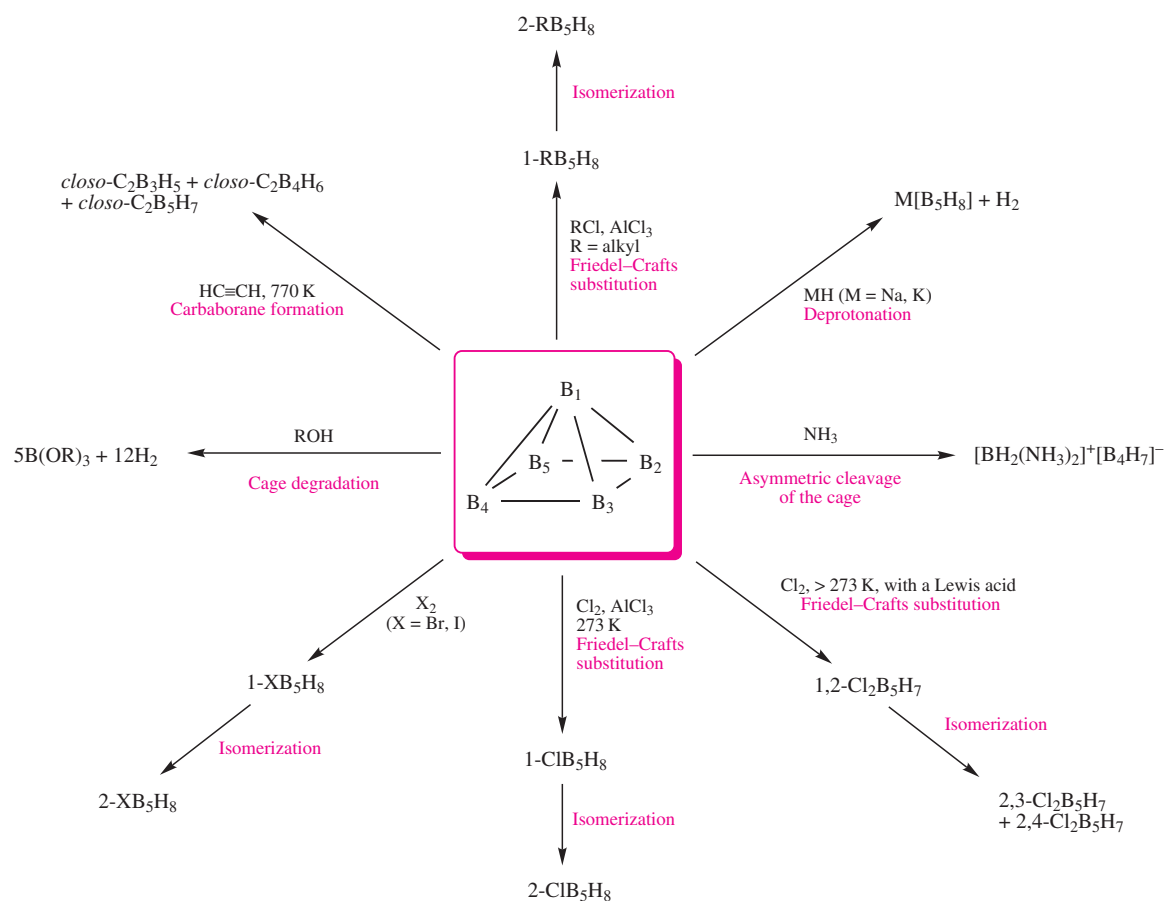 2-RB₅H₈
Isomerization
1-RB₅H₈
closo-C₂B₃H₅ + closo-C₂B₄H₆
+ closo-C₂B₅H₇
RCl, AlCl₃
R = alkyl
Friedel–Crafts
substitution
M[B₅H₈] + H₂
HC≡CH, 770 K
Carbaborane formation
MH (M = Na, K)
Deprotonation
B₁
B₅
B₂
B₄
B₃
5B(OR)₃ + 12H₂
ROH
Cage degradation
NH₃
Asymmetric cleavage
of the cage
[BH₂(NH₃)₂]⁺[B₄H₇]⁻
X₂
(X = Br, I)
1-XB₅H₈
Isomerization
2-XB₅H₈
Cl₂, AlCl₃
273 K
Friedel–Crafts
substitution
1-ClB₅H₈
Isomerization
2-ClB₅H₈
Cl₂, > 273 K, with a Lewis acid
Friedel–Crafts substitution
1,2-Cl₂B₅H₇
Isomerization
2,3-Cl₂B₅H₇
+ 2,4-Cl₂B₅H₇